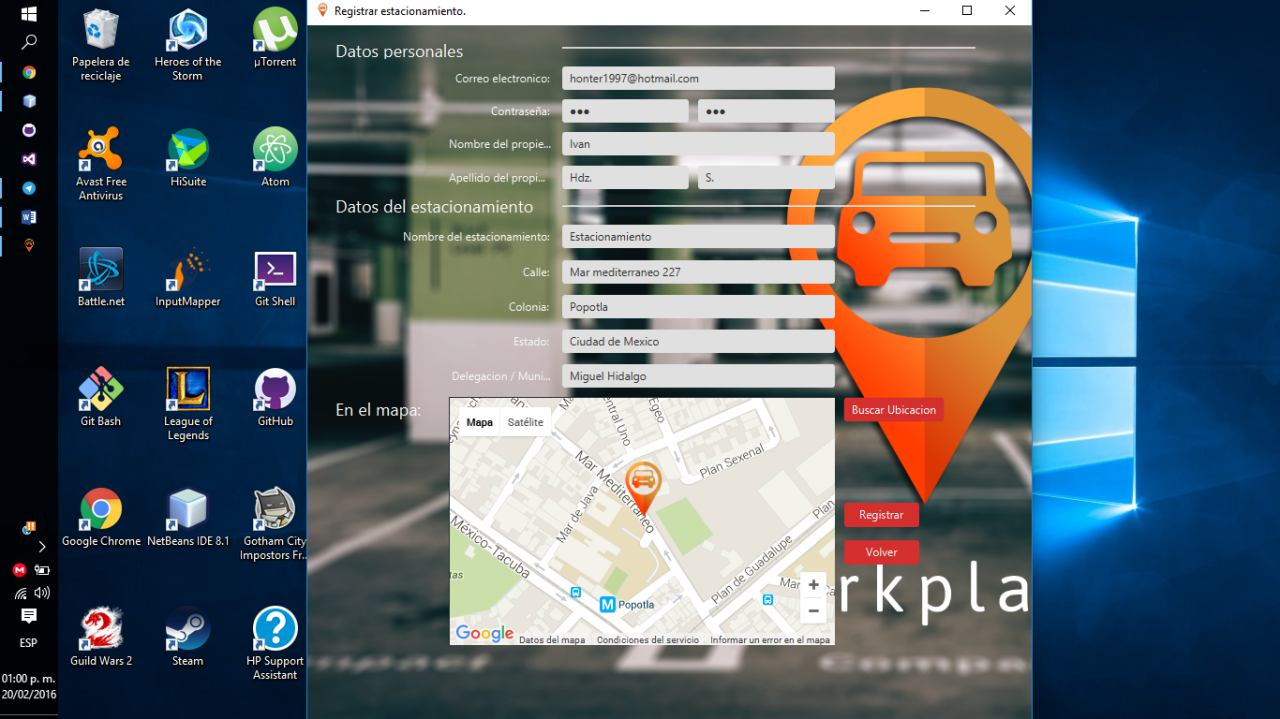 Registrar estacionamiento.
Datos personales
Correo electronico: honter1997@hotmail.com
Contraseña: ●●● ●●●
Nombre del propie... Ivan
Apellido del propi... Hdz. S.
Datos del estacionamiento
Nombre del estacionamiento: Estacionamiento
Calle: Mar mediterraneo 227
Colonia: Popotla
Estado: Ciudad de Mexico
Delegacion / Muni... Miguel Hidalgo
En el mapa:
Mapa Satélite
Buscar Ubicacion
Registrar
Volver
Central Uno
Egeo
Plan Sexenal
Mar Mediterraneo
Mar de Java
México-Tacuba
Plan de Guadalupe
Plan
Mar
Popotla
M
+
−
Google Datos del mapa Condiciones del servicio Informar un error en el mapa
rkpla
Papelera de
reciclaje
Heroes of the
Storm
µTorrent
Avast Free
Antivirus
HiSuite
Atom
Battle.net
InputMapper
Git Shell
Git Bash
League of
Legends
GitHub
Google Chrome
NetBeans IDE 8.1
Gotham City
Impostors Fr...
Guild Wars 2
Steam
HP Support
Assistant
ESP
01:00 p. m.
20/02/2016